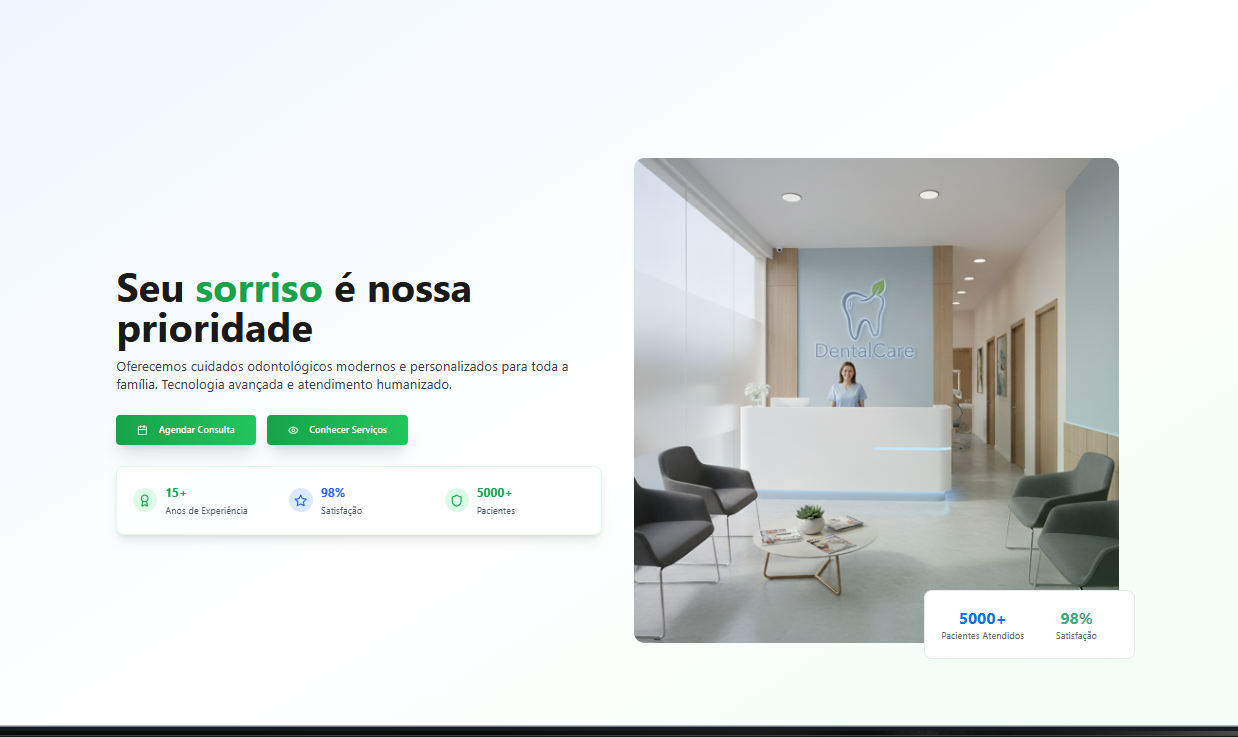 Seu sorriso é nossa
prioridade
Oferecemos cuidados odontológicos modernos e personalizados para toda a
família. Tecnologia avançada e atendimento humanizado.
Agendar Consulta
Conhecer Serviços
15+
Anos de Experiência
98%
Satisfação
5000+
Pacientes
DentalCare
5000+
Pacientes Atendidos
98%
Satisfação